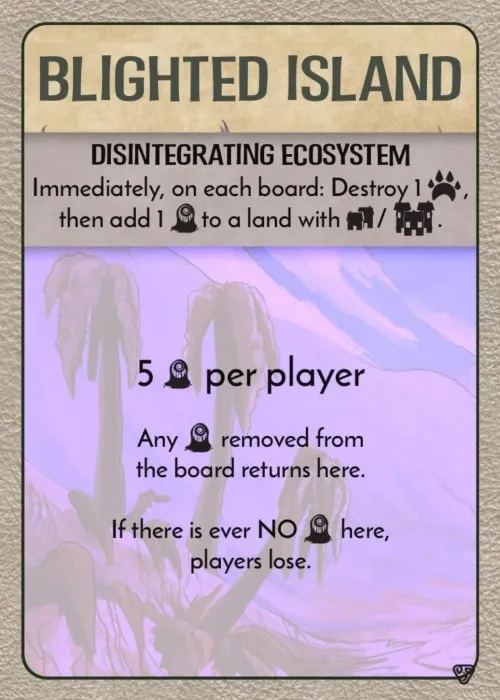 BLIGHTED ISLAND
DISINTEGRATING ECOSYSTEM
Immediately, on each board: Destroy 1 ,
then add 1 to a land with / .
5 per player
Any removed from
the board returns here.
If there is ever NO here,
players lose.